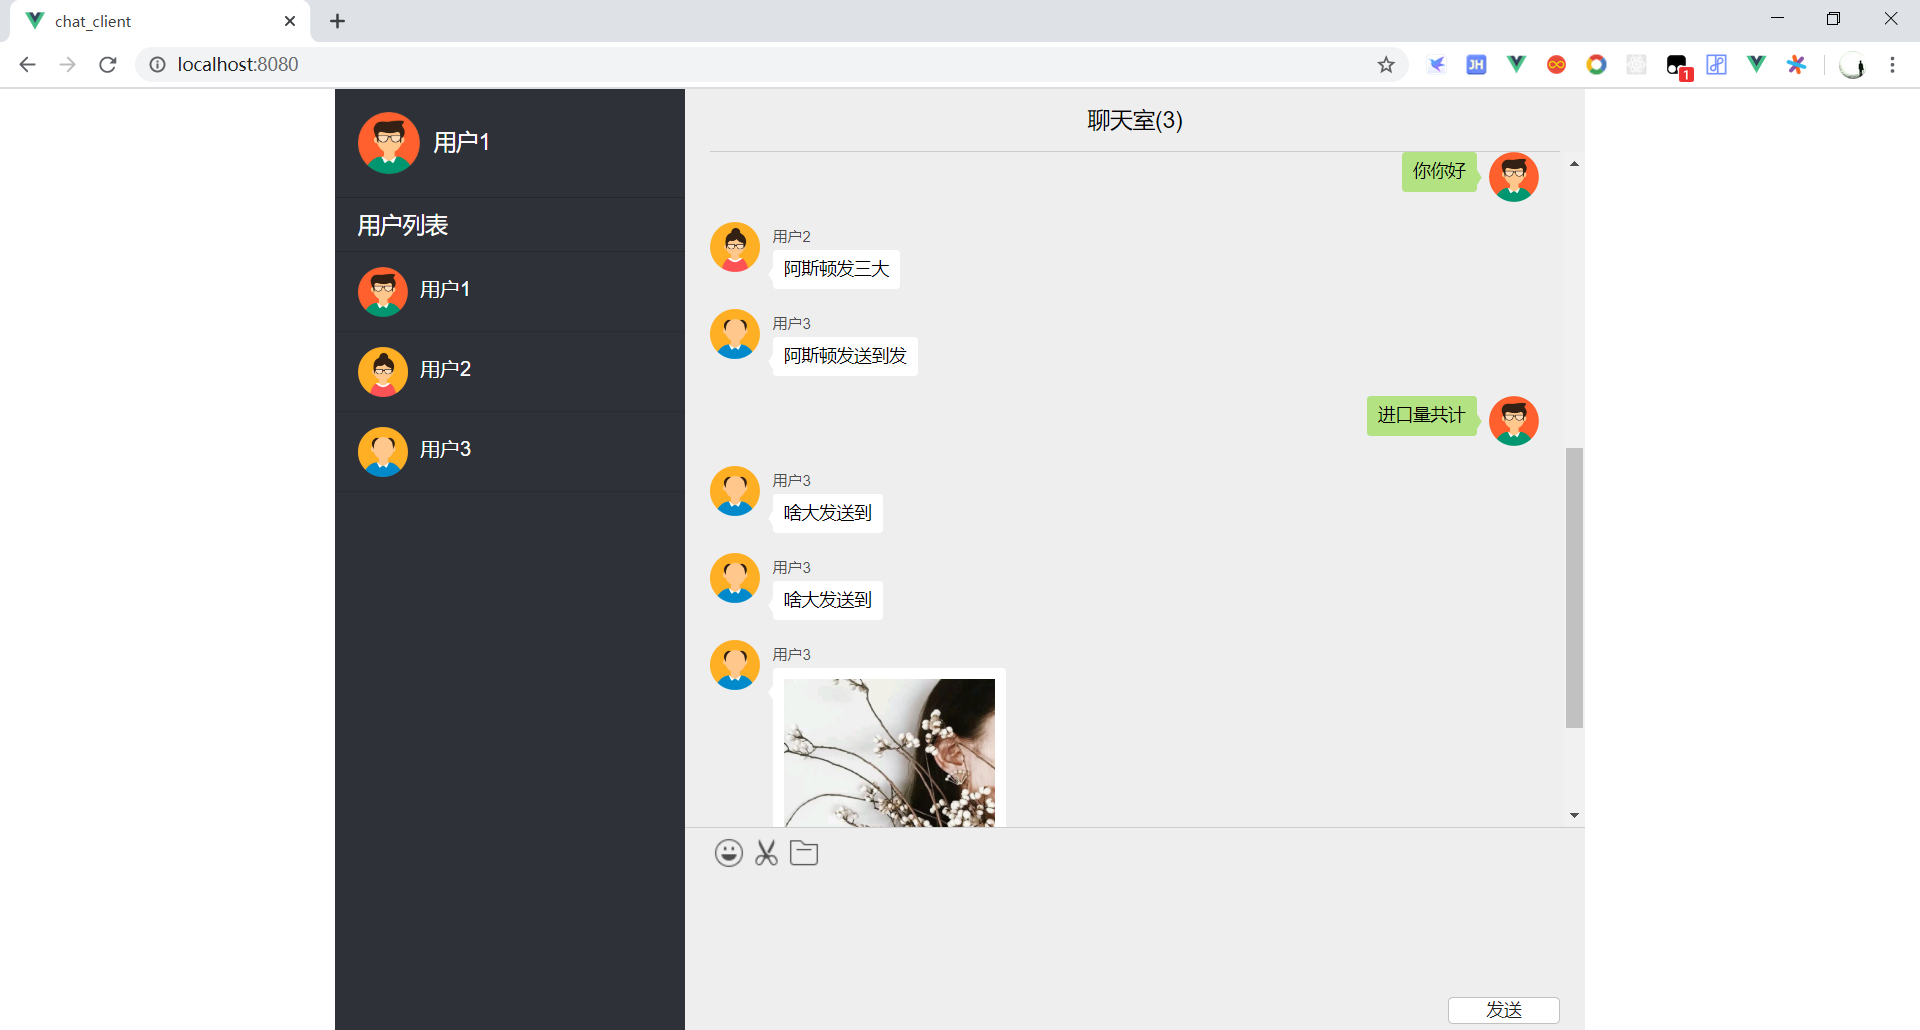 chat_client
localhost:8080
JH
1
用户1
用户列表
用户1
用户2
用户3
聊天室(3)
你你好
用户2
阿斯顿发三大
用户3
阿斯顿发送到发
进口量共计
用户3
啥大发送到
用户3
啥大发送到
用户3
发送